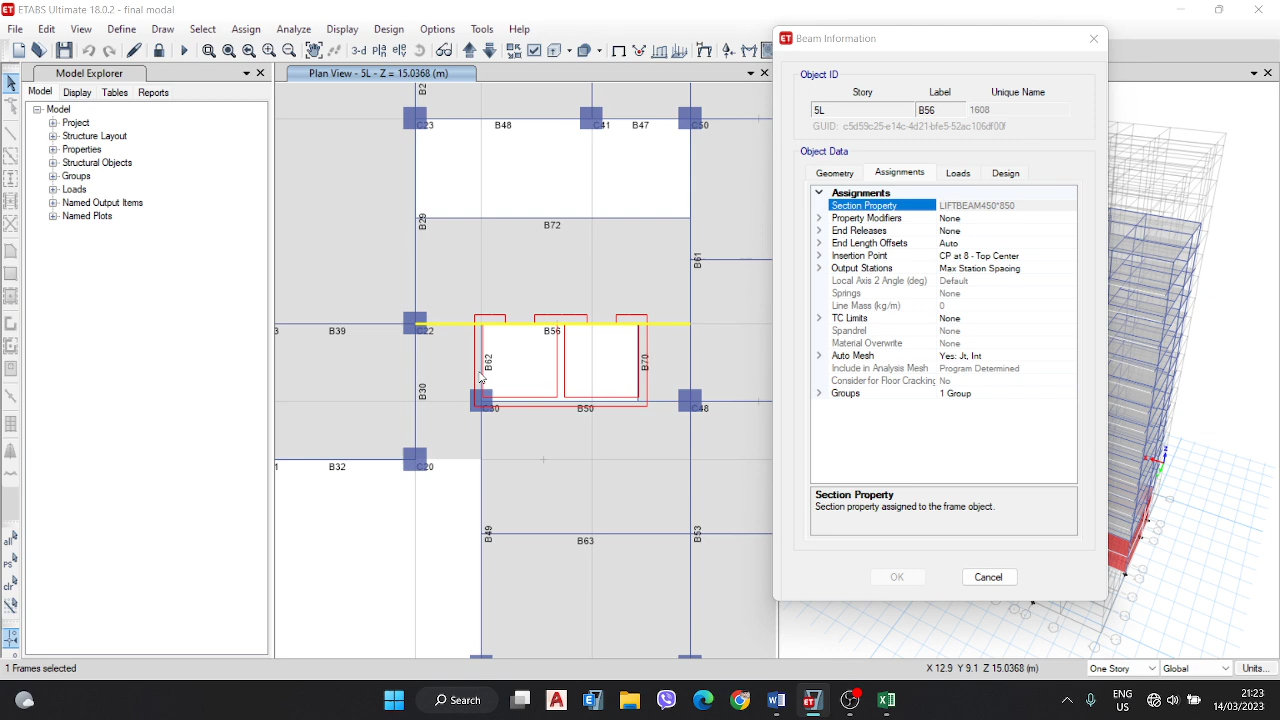 ETABS Ultimate 18.0.2 - final modal
File Edit View Define Draw Select Assign Analyze Display Design Options Tools Help
3-d
Model Explorer
Model Display Tables Reports
Model
Project
Structure Layout
Properties
Structural Objects
Groups
Loads
Named Output Items
Named Plots
all
PS
clr
Plan View - 5L - Z = 15.0368 (m)
B2
C23 B48 C41 B47 C50
B29
B72
B61
B39 C22 B56
B62 B70
B30
C30 B50 C48
B32 C20
B49 B63 B53
Beam Information
Object ID
Story Label Unique Name
5L B56 1608
GUID: c5d59c25-e14c-4d21-bfe5-52ac106df00f
Object Data
Geometry Assignments Loads Design
Assignments
Section Property LIFTBEAM450*850
Property Modifiers None
End Releases None
End Length Offsets Auto
Insertion Point CP at 8 - Top Center
Output Stations Max Station Spacing
Local Axis 2 Angle (deg) Default
Springs None
Line Mass (kg/m) 0
TC Limits None
Spandrel None
Material Overwrite None
Auto Mesh Yes: Jt, Int
Include in Analysis Mesh Program Determined
Consider for Floor Cracking No
Groups 1 Group
Section Property
Section property assigned to the frame object.
OK Cancel
1 Frames selected
X 12.9 Y 9.1 Z 15.0368 (m)
One Story Global Units...
Search
ENG
US
21:23
14/03/2023